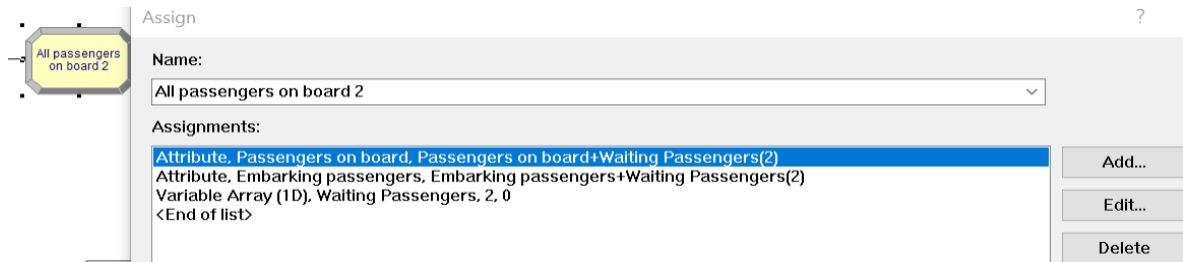 Assign
?
All passengers
on board 2
Name:
All passengers on board 2
Assignments:
Attribute, Passengers on board, Passengers on board+Waiting Passengers(2)
Attribute, Embarking passengers, Embarking passengers+Waiting Passengers(2)
Variable Array (1D), Waiting Passengers, 2, 0
<End of list>
Add...
Edit...
Delete